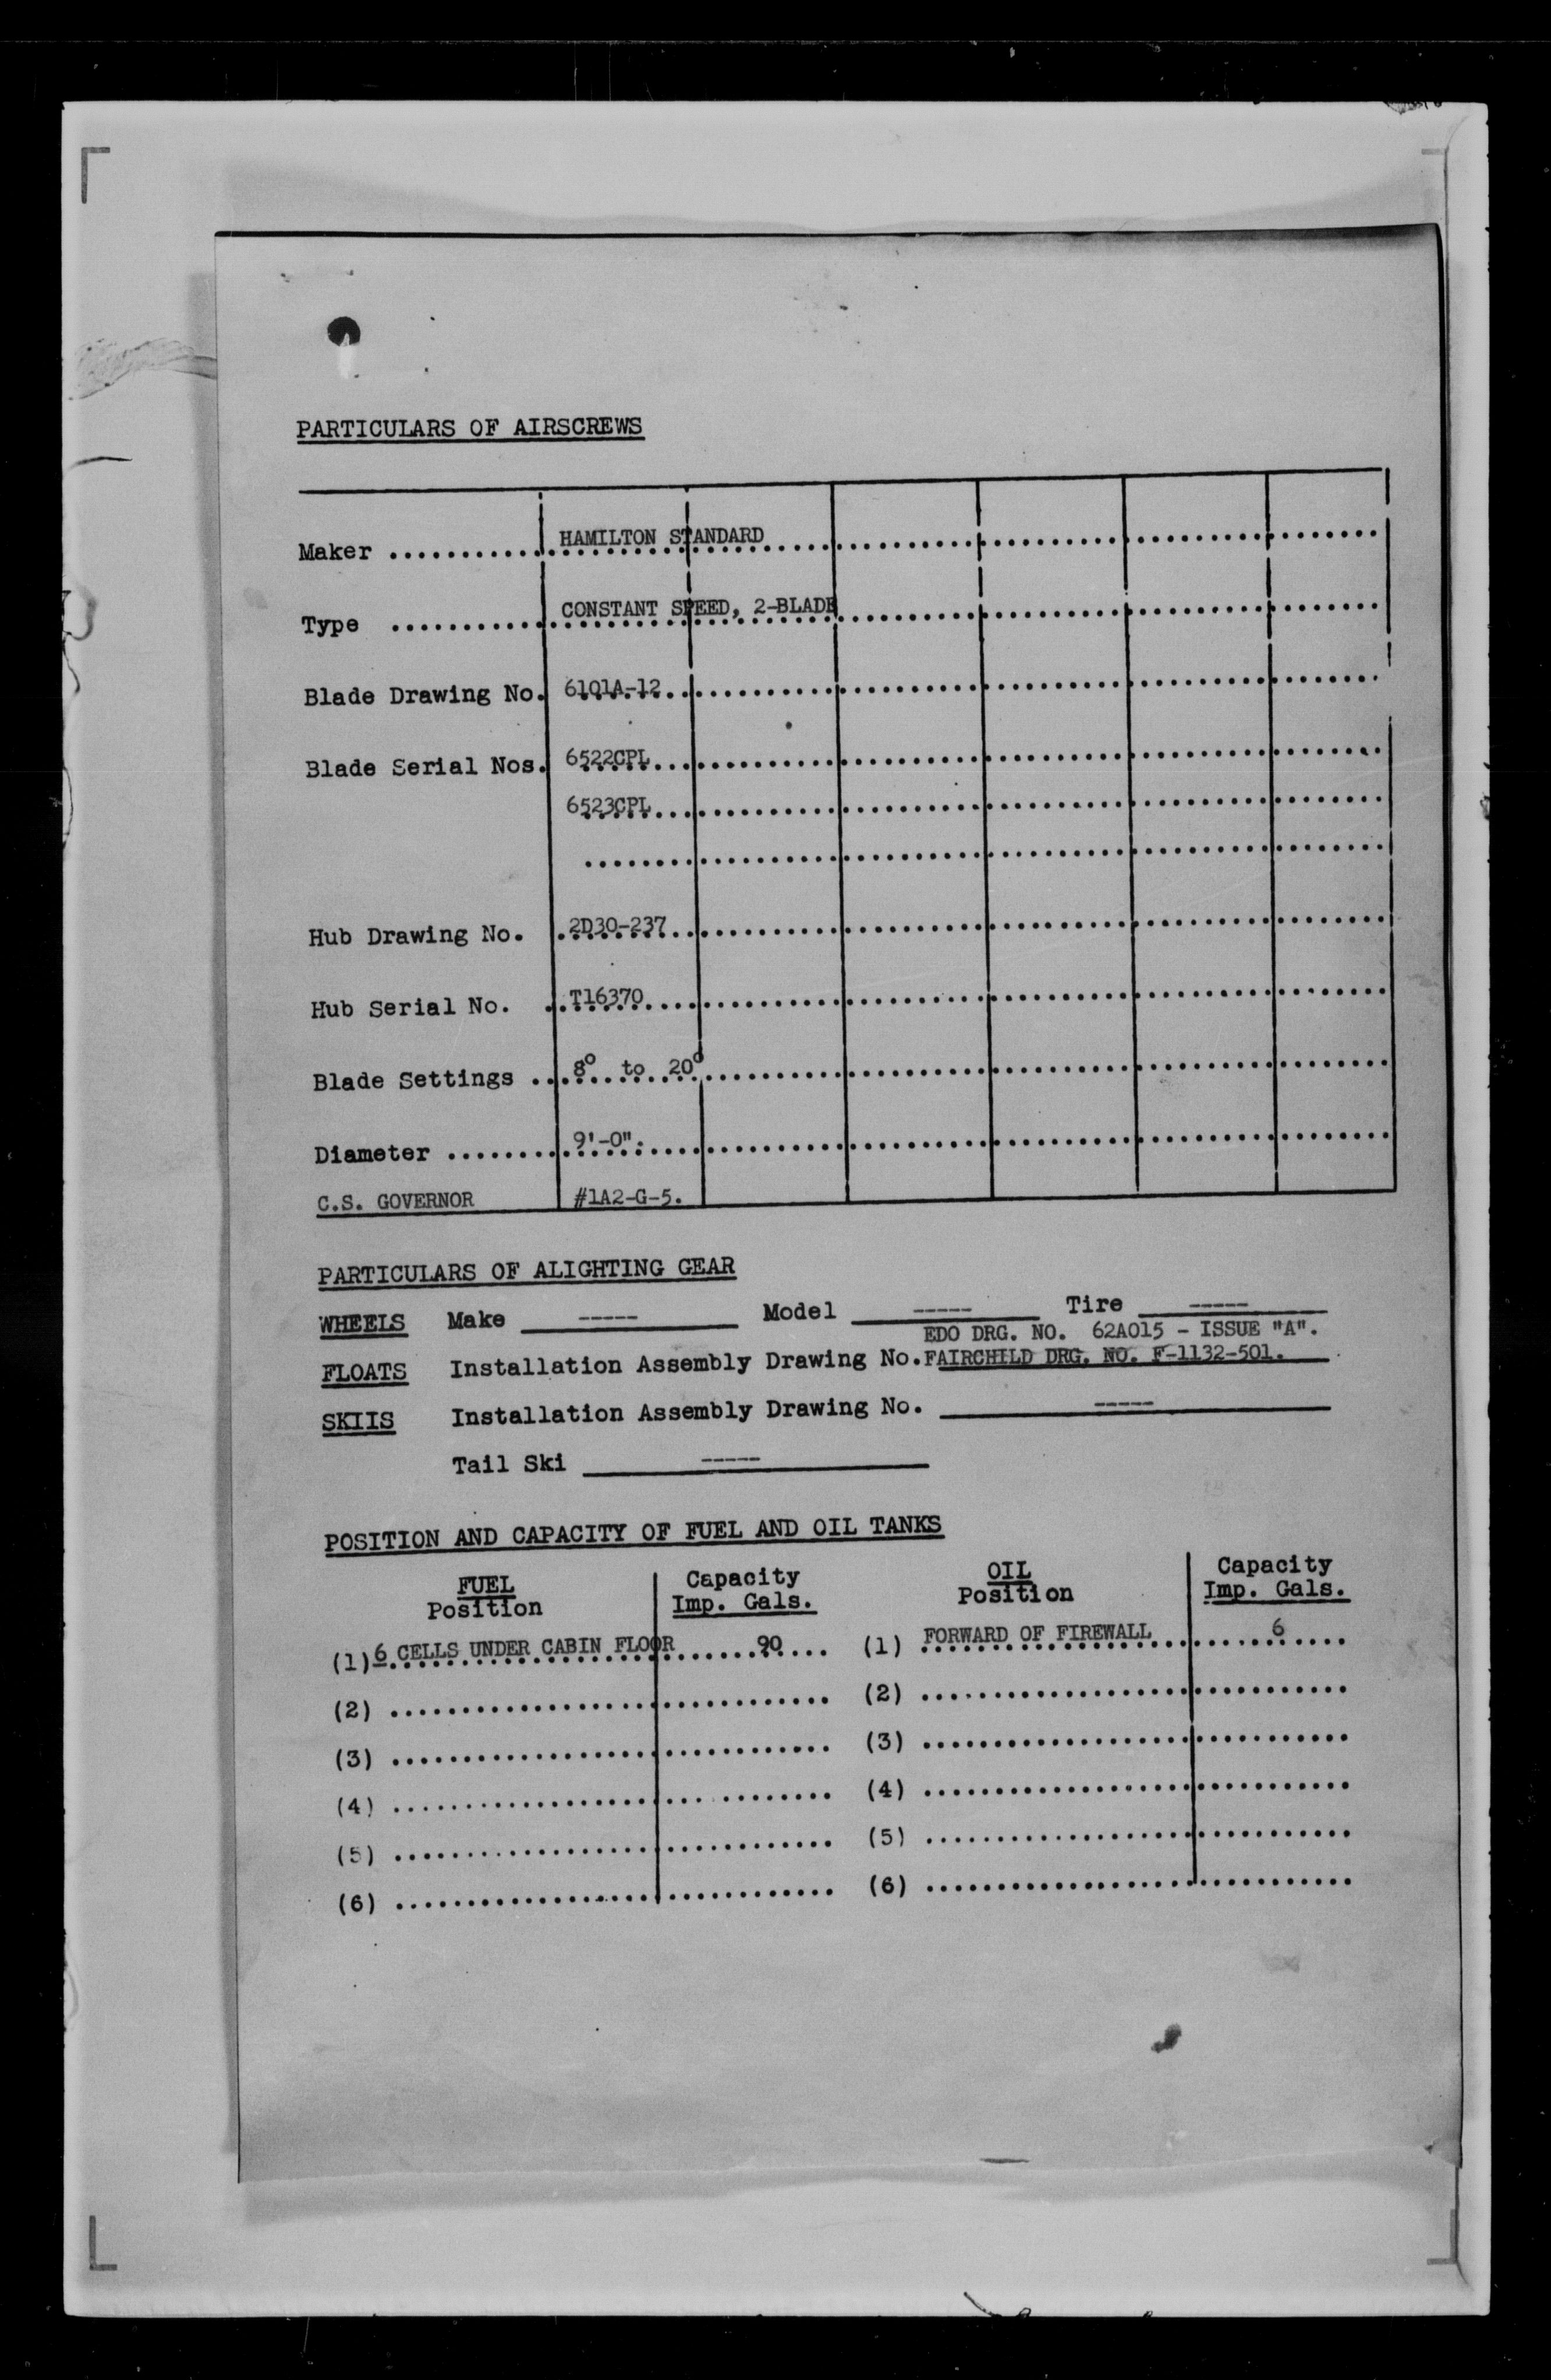 PARTICULARS OF AIRSCREWS
Maker ........... HAMILTON STANDARD
Type ........... CONSTANT SPEED, 2-BLADE
Blade Drawing No. 6101A-12
Blade Serial Nos. 6522CPL
6523CPL
Hub Drawing No. 2D30-237
Hub Serial No. T16370
Blade Settings .. 8° to 20°
Diameter ........ 9'-0".
C.S. GOVERNOR #1A2-G-5.
PARTICULARS OF ALIGHTING GEAR
WHEELS Make ----- Model ----- Tire -----
EDO DRG. NO. 62A015 - ISSUE "A".
FLOATS Installation Assembly Drawing No. FAIRCHILD DRG. NO. F-1132-501.
SKIIS Installation Assembly Drawing No. -----
Tail Ski -----
POSITION AND CAPACITY OF FUEL AND OIL TANKS
FUEL Capacity OIL Capacity
Position Imp. Gals. Position Imp. Gals.
(1) 6 CELLS UNDER CABIN FLOOR 90 (1) FORWARD OF FIREWALL 6
(2) (2)
(3) (3)
(4) (4)
(5) (5)
(6) (6)